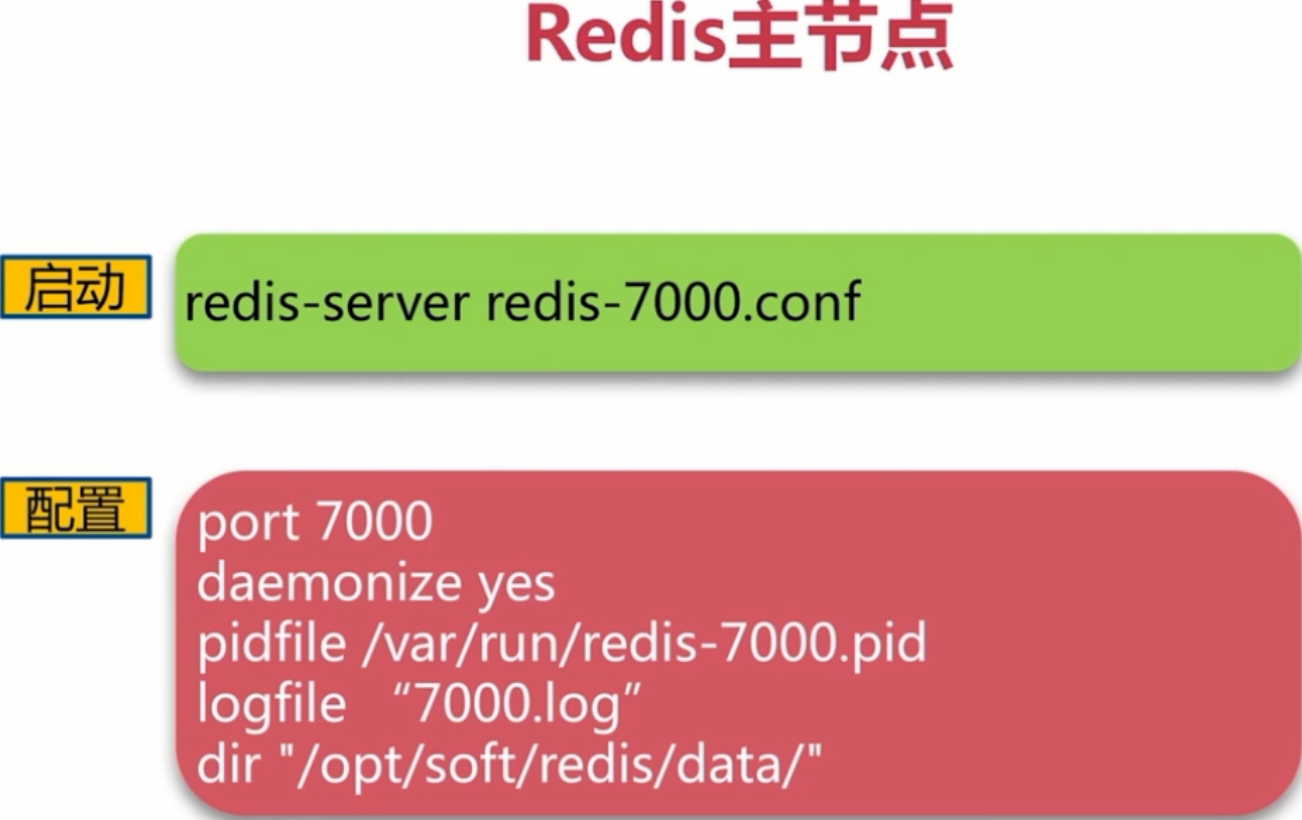 Redis主节点
启动
redis-server redis-7000.conf
配置
port 7000
daemonize yes
pidfile /var/run/redis-7000.pid
logfile “7000.log”
dir "/opt/soft/redis/data/"